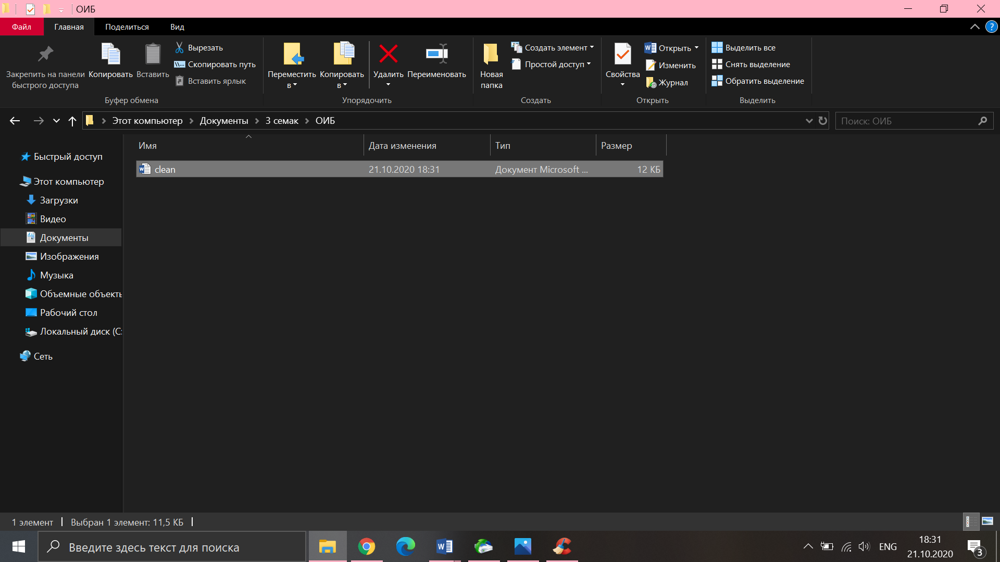 ОИБ
Файл Главная Поделиться Вид
Закрепить на панели быстрого доступа
Копировать
Вставить
Вырезать
Скопировать путь
Вставить ярлык
Буфер обмена
Переместить в
Копировать в
Удалить
Переименовать
Упорядочить
Новая папка
Создать элемент
Простой доступ
Создать
Свойства
Открыть
Изменить
Журнал
Открыть
Выделить все
Снять выделение
Обратить выделение
Выделить
Этот компьютер Документы 3 семак ОИБ
Поиск: ОИБ
Быстрый доступ
Этот компьютер
Загрузки
Видео
Документы
Изображения
Музыка
Объемные объекты
Рабочий стол
Локальный диск (C:
Сеть
Имя Дата изменения Тип Размер
clean 21.10.2020 18:31 Документ Microsoft ... 12 КБ
1 элемент Выбран 1 элемент: 11,5 КБ
Введите здесь текст для поиска
ENG
18:31
21.10.2020
3